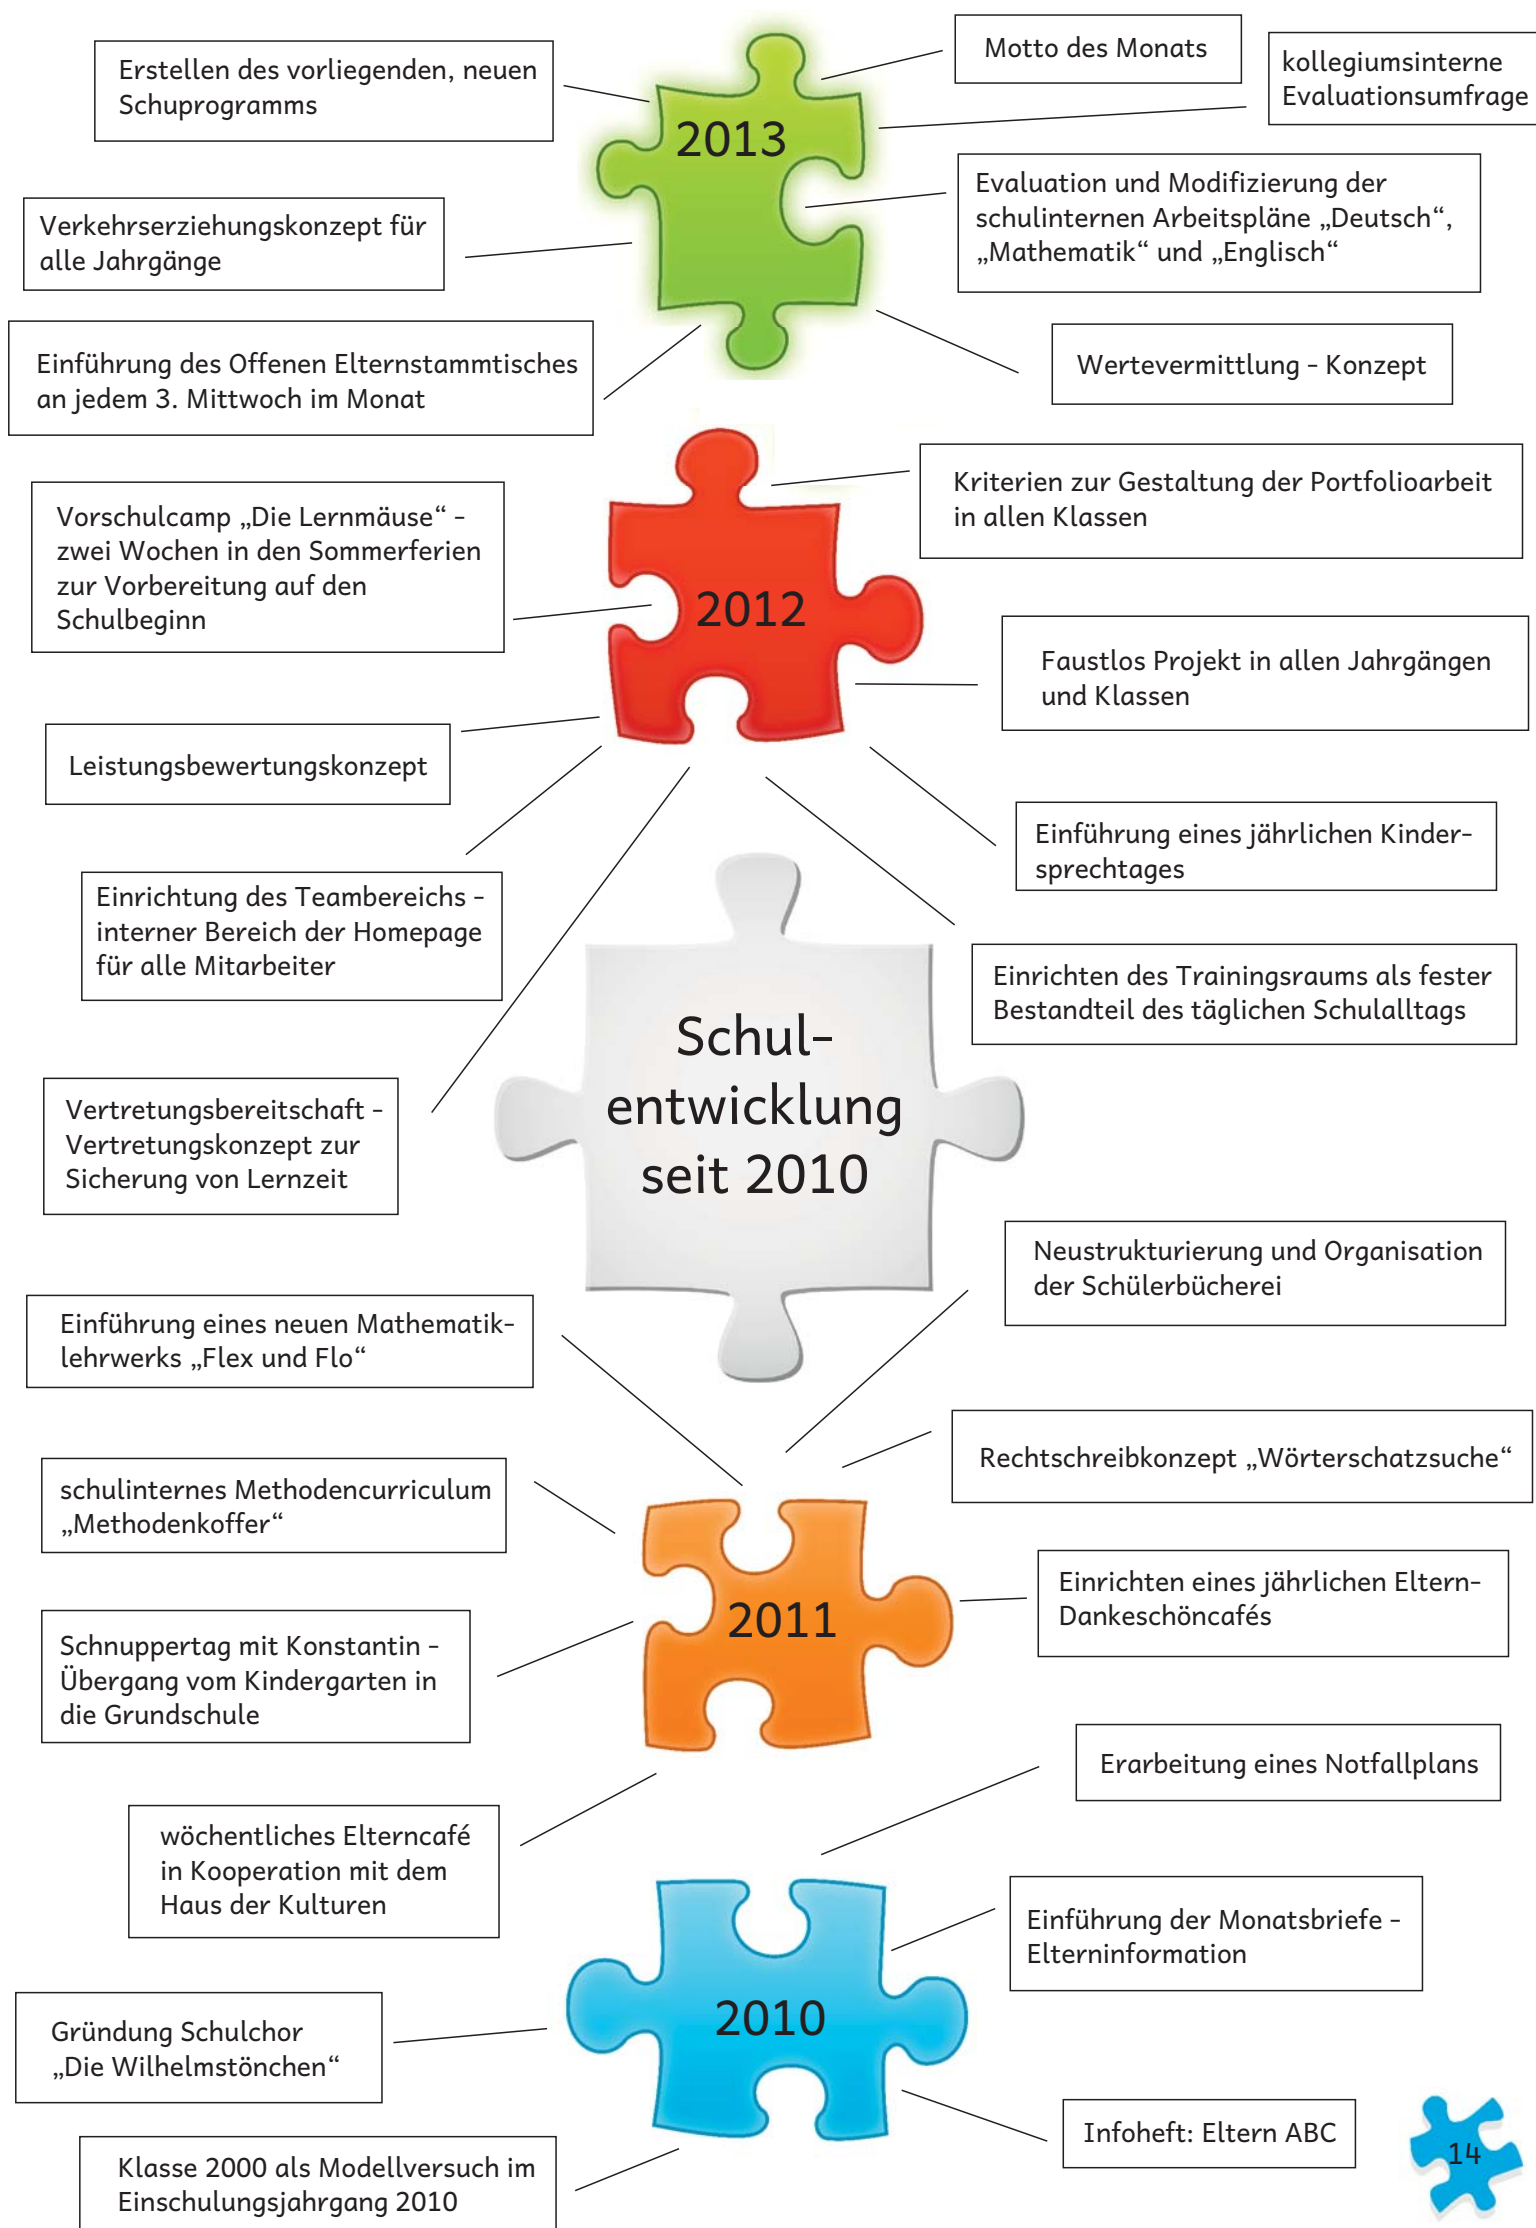 Erstellen des vorliegenden, neuen
Schuprogramms
Motto des Monats
kollegiumsinterne
Evaluationsumfrage
2013
Evaluation und Modifizierung der
schulinternen Arbeitspläne „Deutsch“,
„Mathematik“ und „Englisch“
Verkehrserziehungskonzept für
alle Jahrgänge
Einführung des Offenen Elternstammtisches
an jedem 3. Mittwoch im Monat
Wertevermittlung - Konzept
Kriterien zur Gestaltung der Portfolioarbeit
in allen Klassen
Vorschulcamp „Die Lernmäuse“ -
zwei Wochen in den Sommerferien
zur Vorbereitung auf den
Schulbeginn
2012
Faustlos Projekt in allen Jahrgängen
und Klassen
Leistungsbewertungskonzept
Einführung eines jährlichen Kinder-
sprechtages
Einrichtung des Teambereichs -
interner Bereich der Homepage
für alle Mitarbeiter
Einrichten des Trainingsraums als fester
Bestandteil des täglichen Schulalltags
Schul-
entwicklung
seit 2010
Vertretungsbereitschaft -
Vertretungskonzept zur
Sicherung von Lernzeit
Neustrukturierung und Organisation
der Schülerbücherei
Einführung eines neuen Mathematik-
lehrwerks „Flex und Flo“
Rechtschreibkonzept „Wörterschatzsuche“
schulinternes Methodencurriculum
„Methodenkoffer“
2011
Einrichten eines jährlichen Eltern-
Dankeschöncafés
Schnuppertag mit Konstantin -
Übergang vom Kindergarten in
die Grundschule
Erarbeitung eines Notfallplans
wöchentliches Elterncafé
in Kooperation mit dem
Haus der Kulturen
Einführung der Monatsbriefe -
Elterninformation
2010
Gründung Schulchor
„Die Wilhelmstönchen“
Infoheft: Eltern ABC
Klasse 2000 als Modellversuch im
Einschulungsjahrgang 2010
14